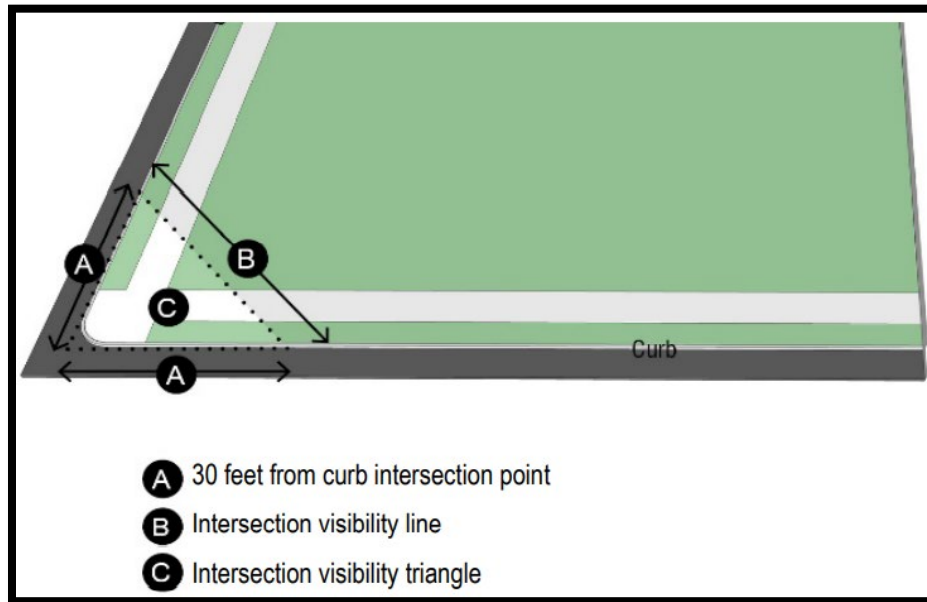 A
B
C
Curb
A
A 30 feet from curb intersection point
B Intersection visibility line
C Intersection visibility triangle